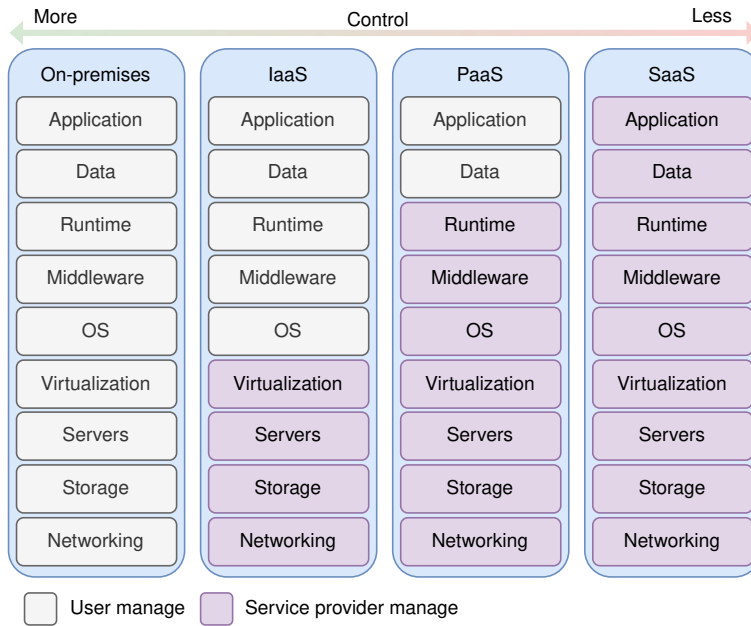 More Control Less
On-premises IaaS PaaS SaaS
Application Application Application Application
Data Data Data Data
Runtime Runtime Runtime Runtime
Middleware Middleware Middleware Middleware
OS OS OS OS
Virtualization Virtualization Virtualization Virtualization
Servers Servers Servers Servers
Storage Storage Storage Storage
Networking Networking Networking Networking
User manage Service provider manage